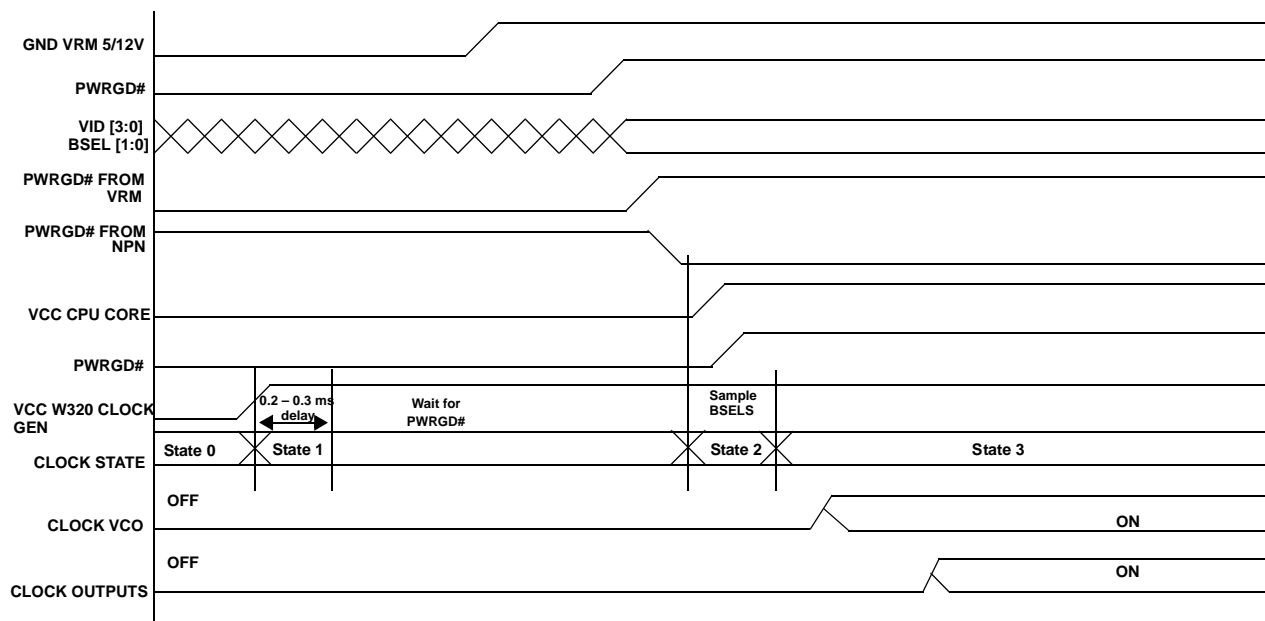 GND VRM 5/12V
PWRGD#
VID [3:0]
BSEL [1:0]
PWRGD# FROM
VRM
PWRGD# FROM
NPN
VCC CPU CORE
PWRGD#
VCC W320 CLOCK
GEN
0.2 – 0.3 ms
delay
Wait for
PWRGD#
Sample
BSELS
CLOCK STATE
State 0
State 1
State 2
State 3
OFF
CLOCK VCO
ON
OFF
CLOCK OUTPUTS
ON